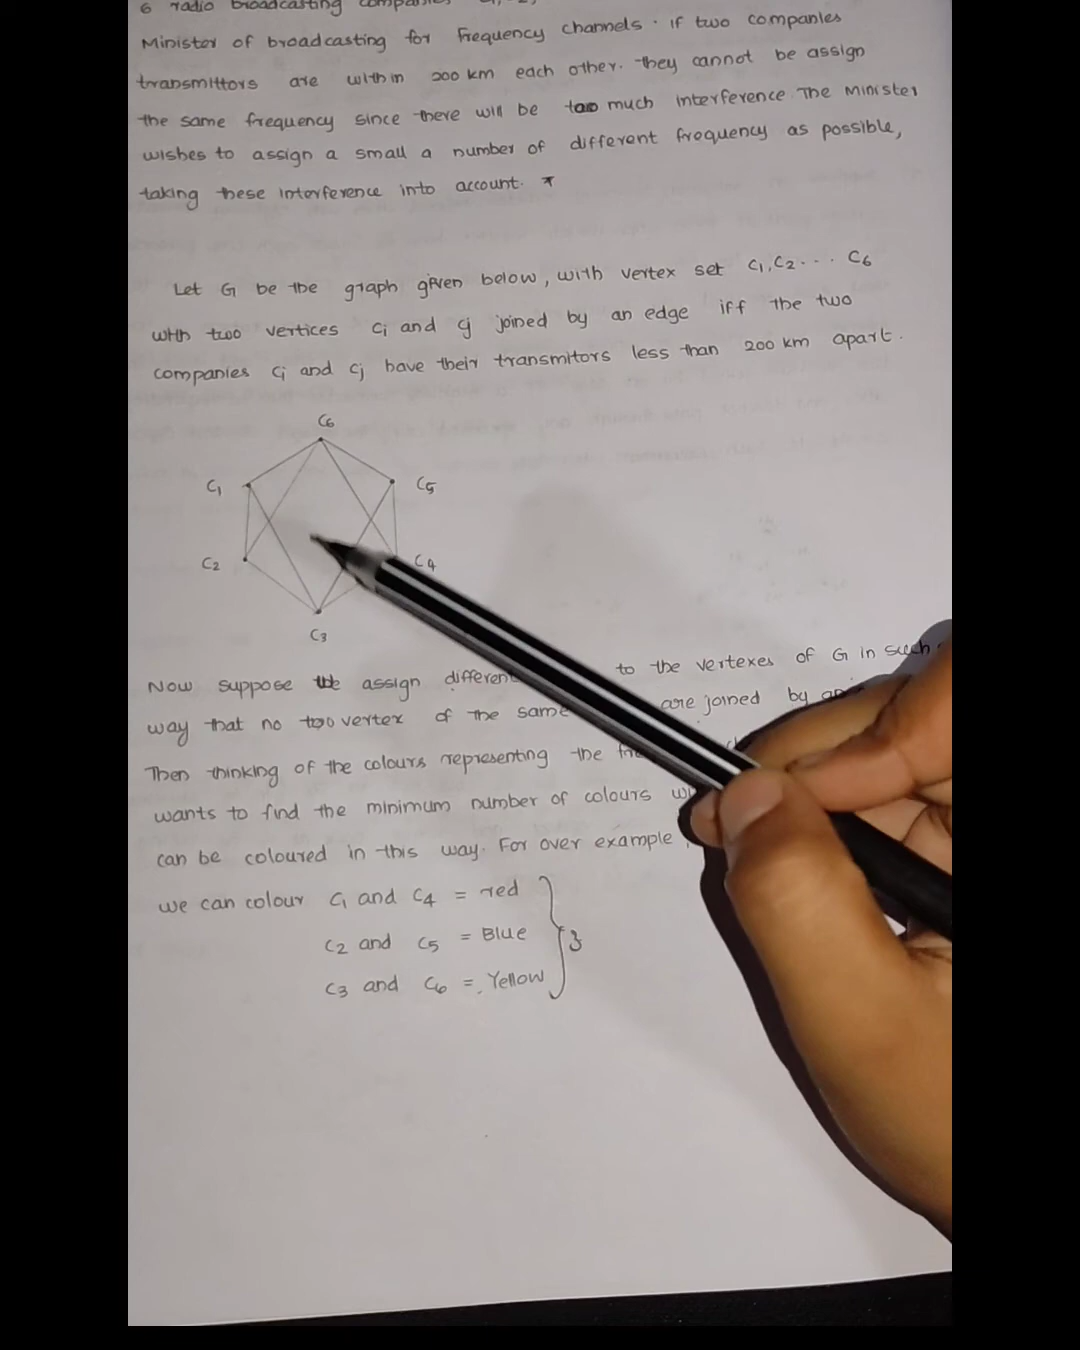 6 radio broadcasting companies
Minister of broadcasting for Frequency channels. if two companies
transmittors are within 200 km each other. they cannot be assign
the same frequency since there will be too much interference The Minister
wishes to assign a small a number of different frequency as possible,
taking these interference into account.
Let G be the graph given below, with vertex set C1, C2 ... C6
with two vertices Ci and Cj joined by an edge iff the two
companies Ci and Cj have their transmitors less than 200 km apart.
C6
C1 C5
C2 C4
C3
Now suppose we assign different to the vertexes of G in such
way that no two vertex of the same are joined by an
Then thinking of the colours representing the
wants to find the minimum number of colours
can be coloured in this way. For over example,
we can colour C1 and C4 = red
C2 and C5 = Blue
C3 and C6 = Yellow
3